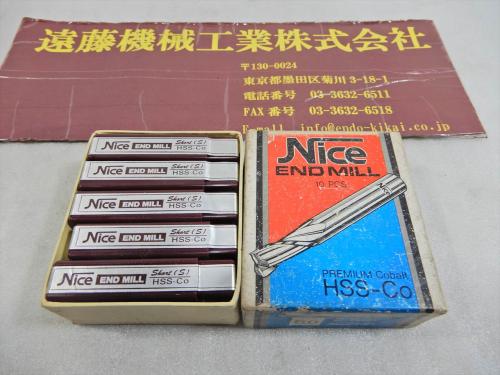 遠藤機械工業株式会社
〒130-0024
東京都墨田区菊川3-18-1
電話番号 03-3632-6511
FAX番号 03-3632-6518
E-mail info@endo-kikai.co.jp
Nice END MILL Short (S) HSS-Co
Nice END MILL Short (S) HSS-Co
Nice END MILL Short (S) HSS-Co
Nice END MILL Short (S) HSS-Co
Nice END MILL Short (S) HSS-Co
Nice
END MILL
10 PCS.
PREMIUM Cobalt
HSS-Co